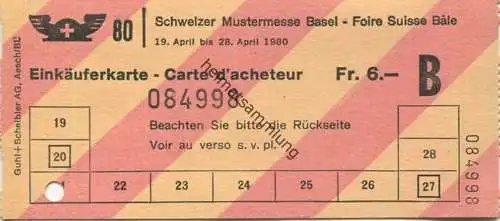 80
Schweizer Mustermesse Basel - Foire Suisse Bâle
19. April bis 28. April 1980
Einkäuferkarte - Carte d'acheteur Fr. 6.— B
084998
Beachten Sie bitte die Rückseite
Voir au verso s. v. pl.
19
20
22 23 24 25 26 27
28
084998
Guhl + Scheibler AG, Aesch/BL
heimatsammlung